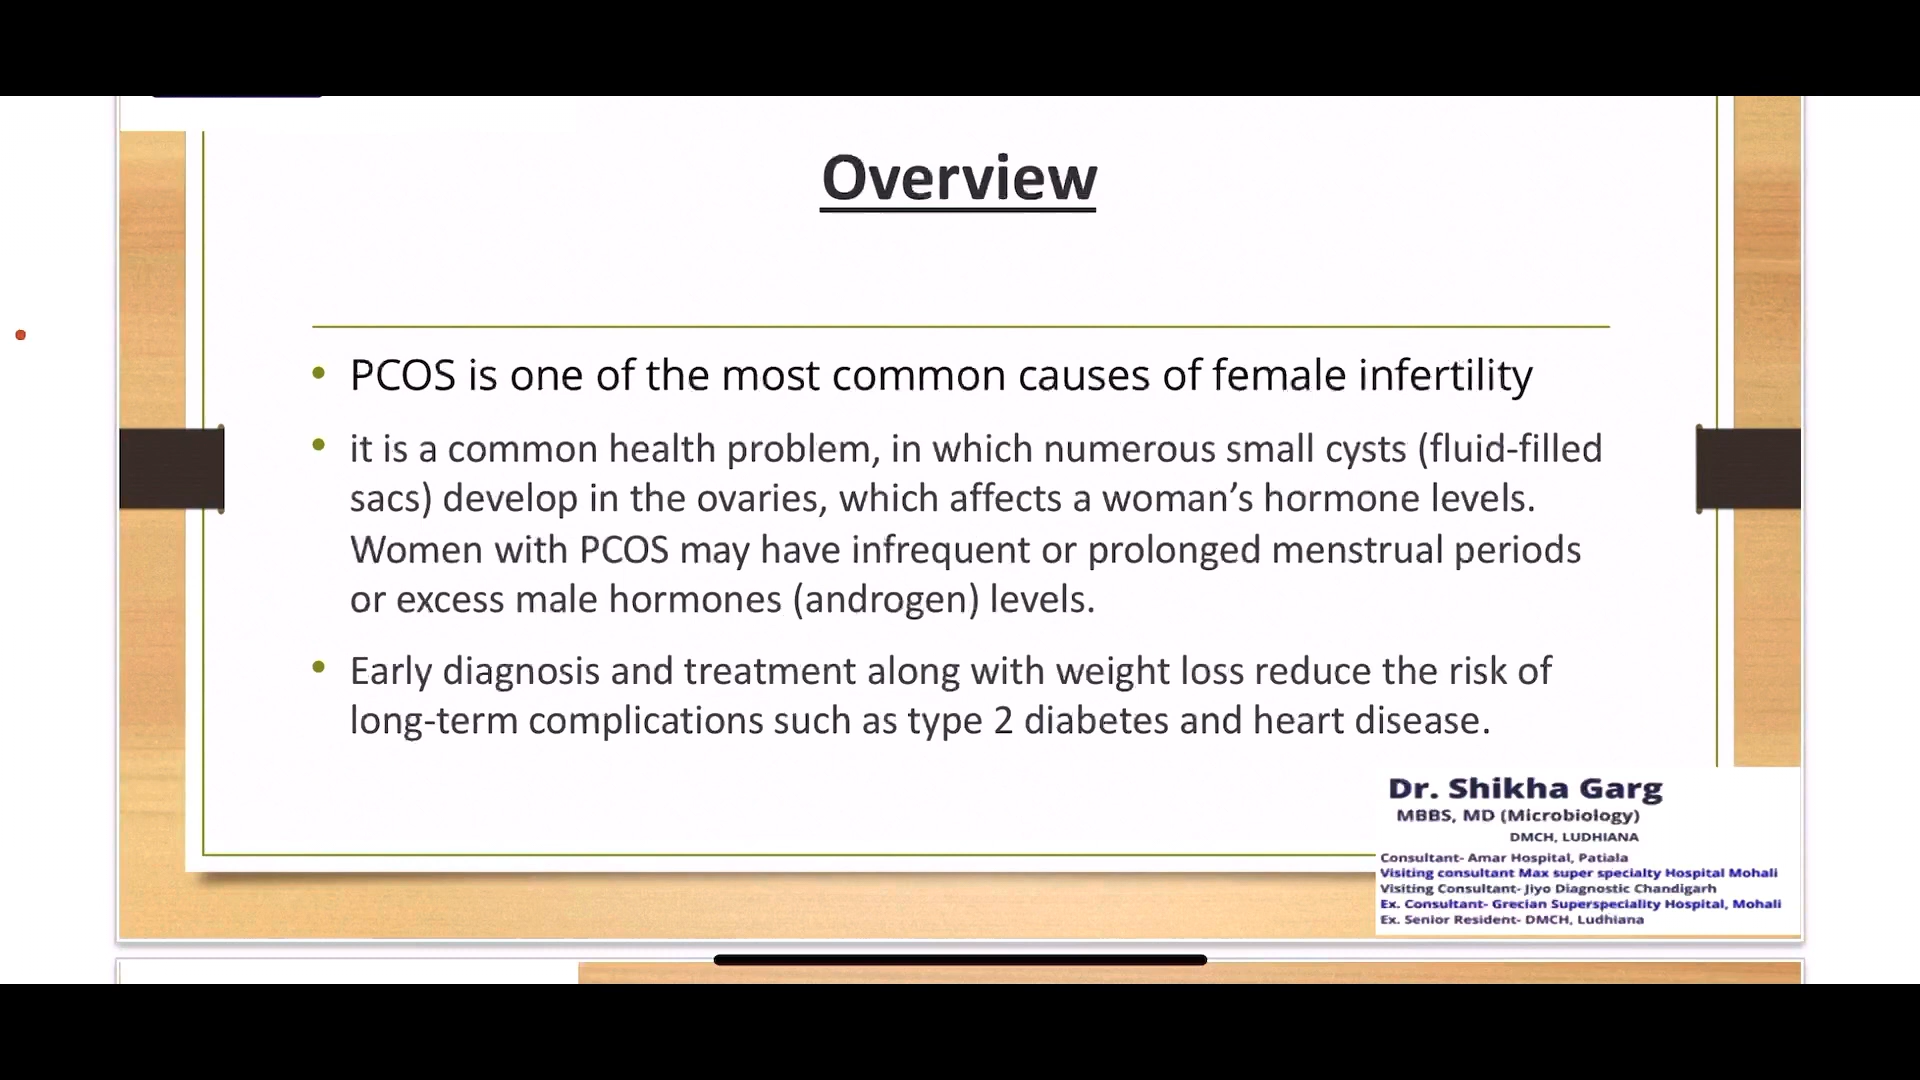 Overview
PCOS is one of the most common causes of female infertility
it is a common health problem, in which numerous small cysts (fluid-filled
sacs) develop in the ovaries, which affects a woman’s hormone levels.
Women with PCOS may have infrequent or prolonged menstrual periods
or excess male hormones (androgen) levels.
Early diagnosis and treatment along with weight loss reduce the risk of
long-term complications such as type 2 diabetes and heart disease.
Dr. Shikha Garg
MBBS, MD (Microbiology)
DMCH, LUDHIANA
Consultant- Amar Hospital, Patiala
Visiting consultant Max super specialty Hospital Mohali
Visiting Consultant- Jiyo Diagnostic Chandigarh
Ex. Consultant- Grecian Superspeciality Hospital, Mohali
Ex. Senior Resident- DMCH, Ludhiana